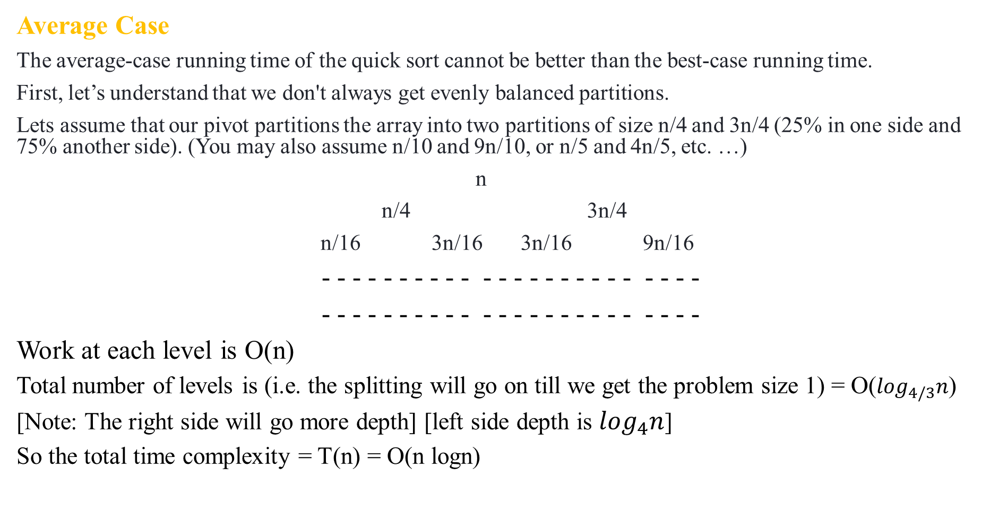 Average Case
The average-case running time of the quick sort cannot be better than the best-case running time.
First, let’s understand that we don't always get evenly balanced partitions.
Lets assume that our pivot partitions the array into two partitions of size n/4 and 3n/4 (25% in one side and
75% another side). (You may also assume n/10 and 9n/10, or n/5 and 4n/5, etc. …)
n
n/4 3n/4
n/16 3n/16 3n/16 9n/16
- - - - - - - - - - - - - - - - - - - - - - - -
- - - - - - - - - - - - - - - - - - - - - - - -
Work at each level is O(n)
Total number of levels is (i.e. the splitting will go on till we get the problem size 1) = O(log₄/₃n)
[Note: The right side will go more depth] [left side depth is log₄n]
So the total time complexity = T(n) = O(n logn)